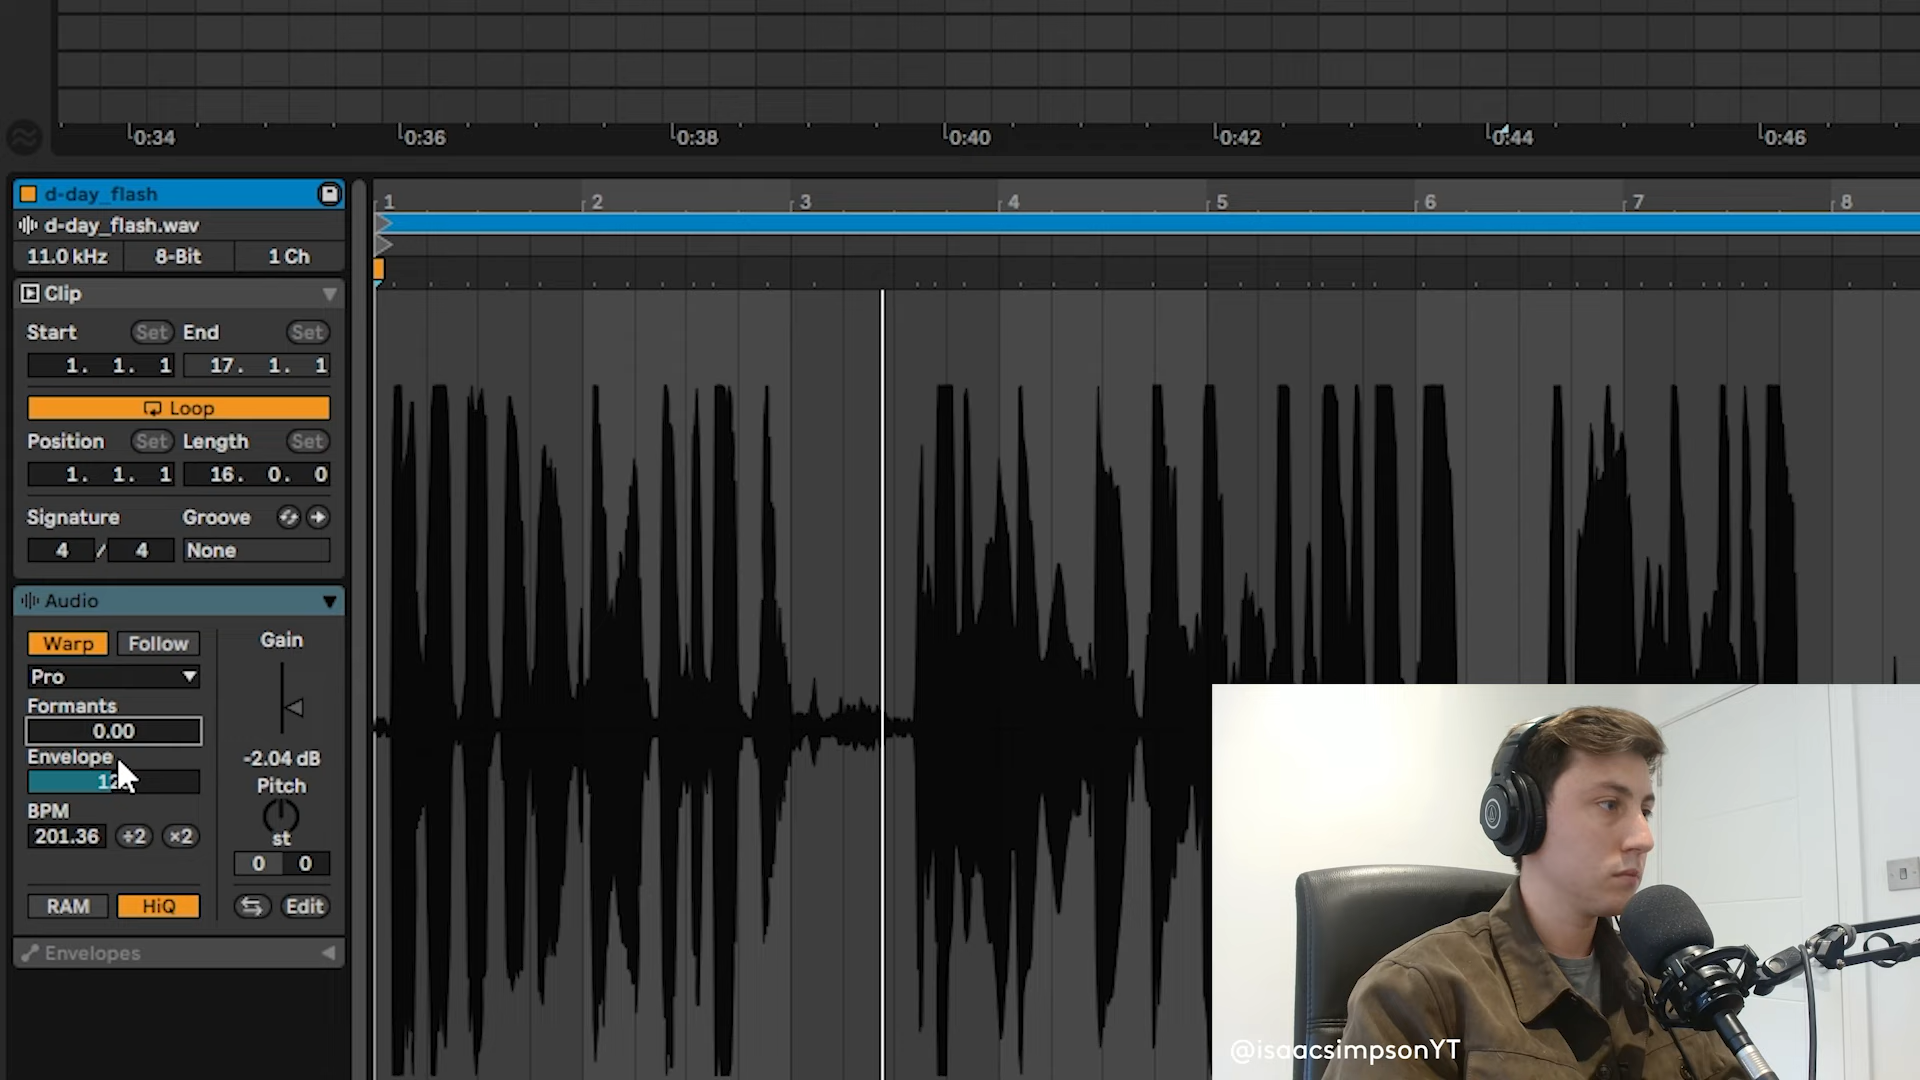 0:34 0:36 0:38 0:40 0:42 0:44 0:46
d-day_flash
1 2 3 4 5 6 7 8
d-day_flash.wav
11.0 kHz 8-Bit 1 Ch
Clip
Start Set End Set
1. 1. 1 17. 1. 1
Loop
Position Set Length Set
1. 1. 1 16. 0. 0
Signature Groove
4 / 4 None
Audio
Warp Follow Gain
Pro
Formants
0.00
Envelope -2.04 dB
Pitch
BPM
201.36 ÷2 ×2 st
0 0
RAM HiQ Edit
Envelopes
@isaacsimpsonYT